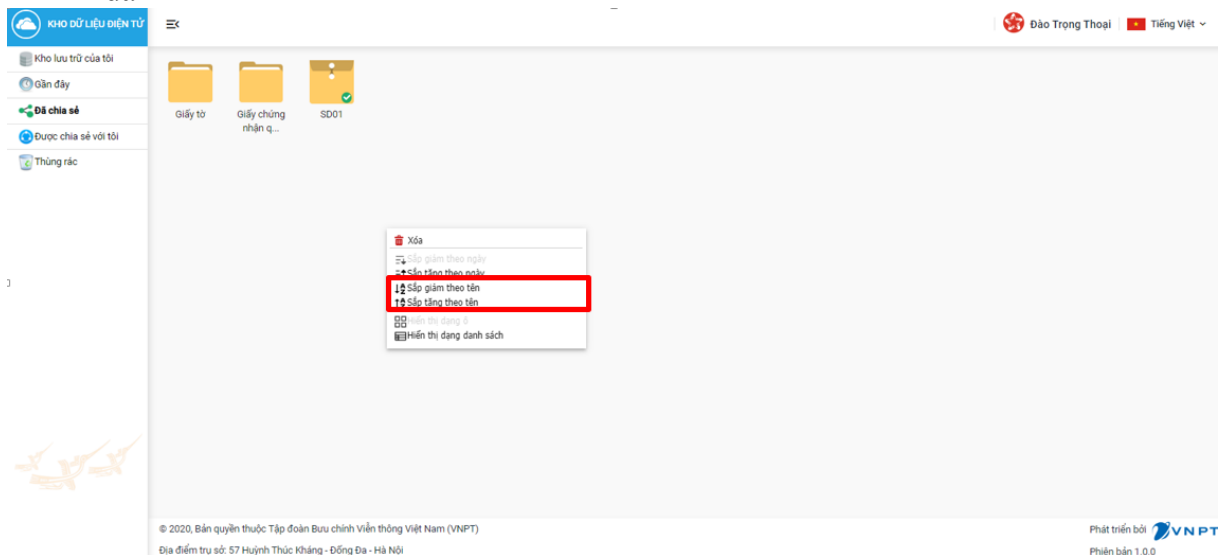 KHO DỮ LIỆU ĐIỆN TỬ
Đào Trọng Thoại
Tiếng Việt
Kho lưu trữ của tôi
Gần đây
Đã chia sẻ
Được chia sẻ với tôi
Thùng rác
Giấy tờ
Giấy chứng nhận q...
SD01
Xóa
Sắp giảm theo ngày
Sắp tăng theo ngày
Sắp giảm theo tên
Sắp tăng theo tên
Hiển thị dạng ô
Hiển thị dạng danh sách
© 2020, Bản quyền thuộc Tập đoàn Bưu chính Viễn thông Việt Nam (VNPT)
Phát triển bởi VNPT
Địa điểm trụ sở: 57 Huỳnh Thúc Kháng - Đống Đa - Hà Nội
Phiên bản 1.0.0